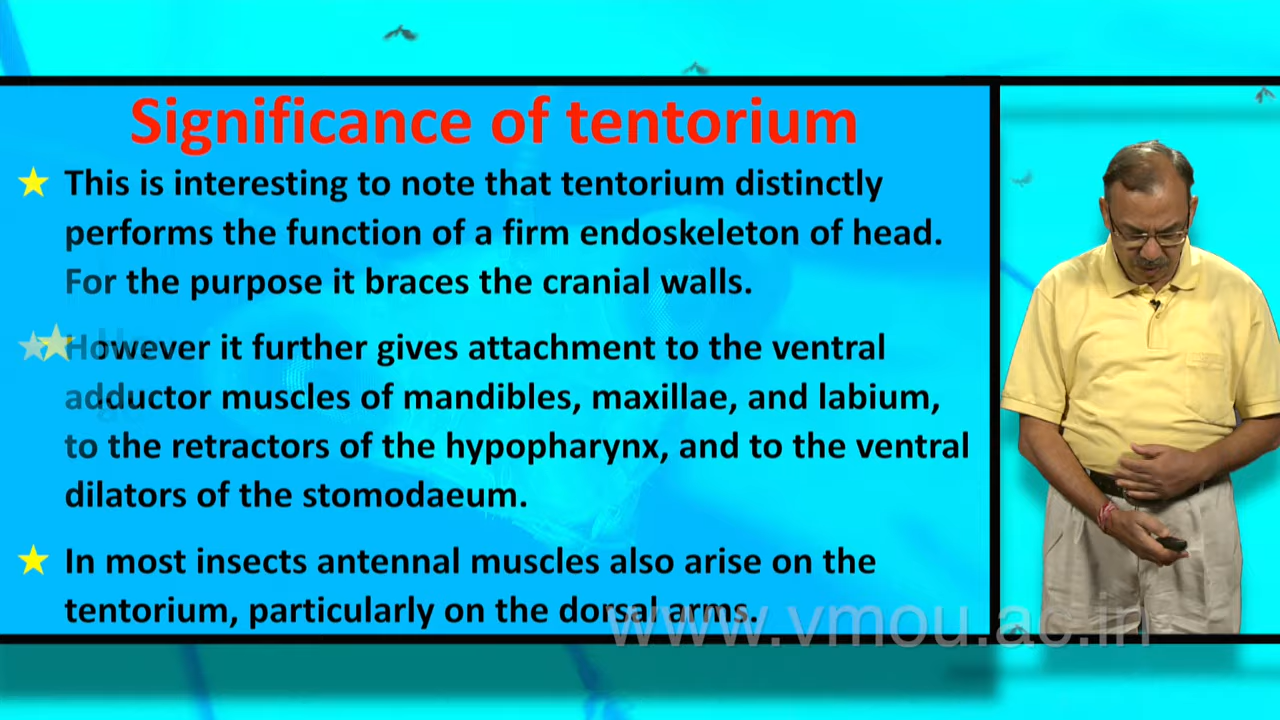 Significance of tentorium
This is interesting to note that tentorium distinctly
performs the function of a firm endoskeleton of head.
For the purpose it braces the cranial walls.
However it further gives attachment to the ventral
adductor muscles of mandibles, maxillae, and labium,
to the retractors of the hypopharynx, and to the ventral
dilators of the stomodaeum.
In most insects antennal muscles also arise on the
tentorium, particularly on the dorsal arms.
www.vmou.ac.in